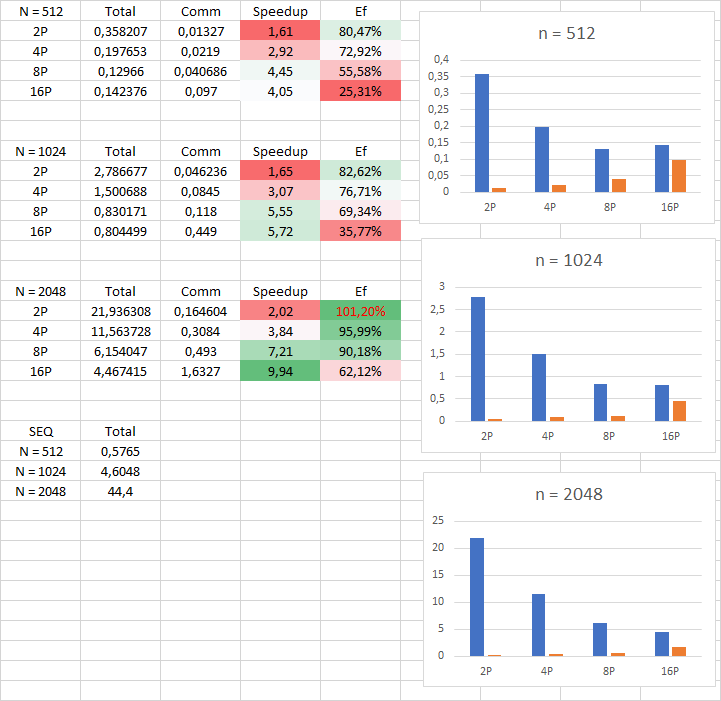 N = 512 Total Comm Speedup Ef
2P 0,358207 0,01327 1,61 80,47%
4P 0,197653 0,0219 2,92 72,92%
8P 0,12966 0,040686 4,45 55,58%
16P 0,142376 0,097 4,05 25,31%
N = 1024 Total Comm Speedup Ef
2P 2,786677 0,046236 1,65 82,62%
4P 1,500688 0,0845 3,07 76,71%
8P 0,830171 0,118 5,55 69,34%
16P 0,804499 0,449 5,72 35,77%
N = 2048 Total Comm Speedup Ef
2P 21,936308 0,164604 2,02 101,20%
4P 11,563728 0,3084 3,84 95,99%
8P 6,154047 0,493 7,21 90,18%
16P 4,467415 1,6327 9,94 62,12%
SEQ Total
N = 512 0,5765
N = 1024 4,6048
N = 2048 44,4
n = 512
0,4
0,35
0,3
0,25
0,2
0,15
0,1
0,05
0
2P 4P 8P 16P
n = 1024
3
2,5
2
1,5
1
0,5
0
2P 4P 8P 16P
n = 2048
25
20
15
10
5
0
2P 4P 8P 16P